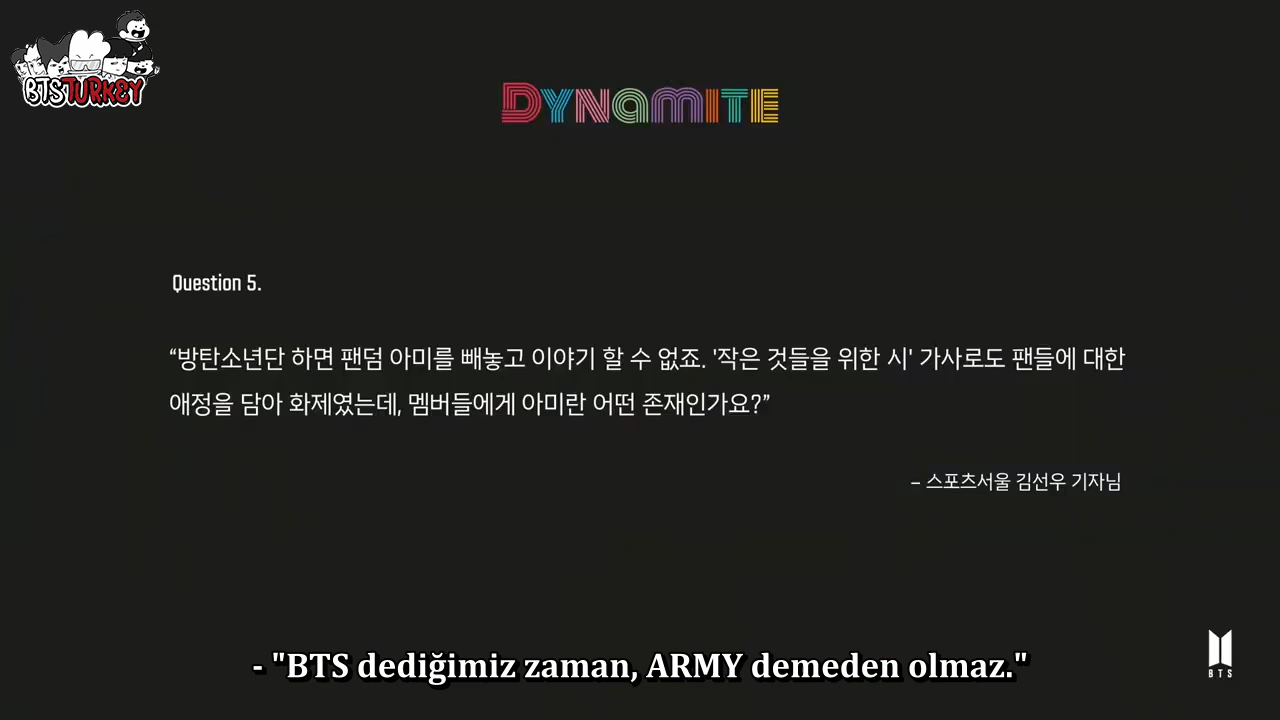 BTSTURKEY
DYNAMITE
Question 5.
“방탄소년단 하면 팬덤 아미를 빼놓고 이야기 할 수 없죠. '작은 것들을 위한 시' 가사로도 팬들에 대한
애정을 담아 화제였는데, 멤버들에게 아미란 어떤 존재인가요?”
– 스포츠서울 김선우 기자님
BTS
- "BTS dediğimiz zaman, ARMY demeden olmaz."